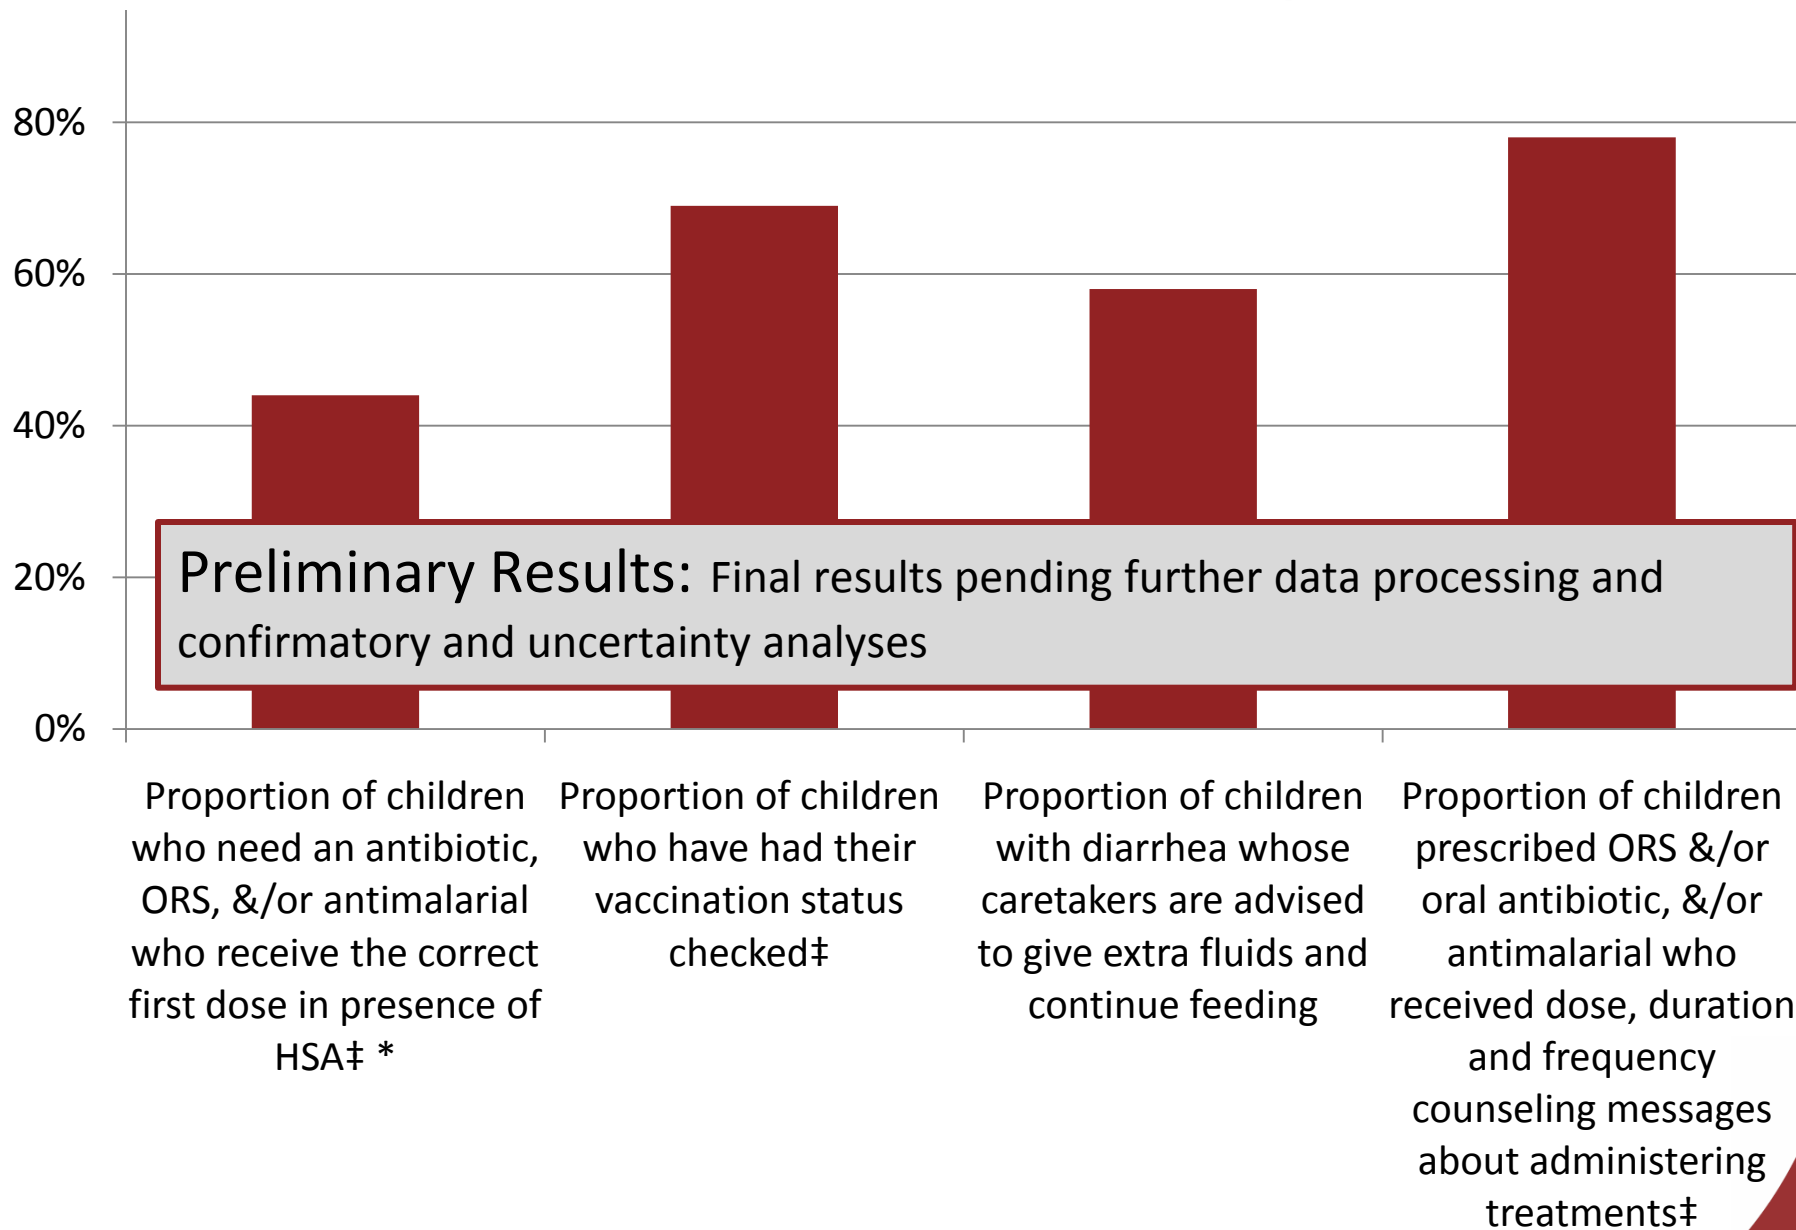 80%
60%
40%
20%
0%
Preliminary Results: Final results pending further data processing and
confirmatory and uncertainty analyses
Proportion of children
who need an antibiotic,
ORS, &/or antimalarial
who receive the correct
first dose in presence of
HSA‡ *
Proportion of children
who have had their
vaccination status
checked‡
Proportion of children
with diarrhea whose
caretakers are advised
to give extra fluids and
continue feeding
Proportion of children
prescribed ORS &/or
oral antibiotic, &/or
antimalarial who
received dose, duration
and frequency
counseling messages
about administering
treatments‡